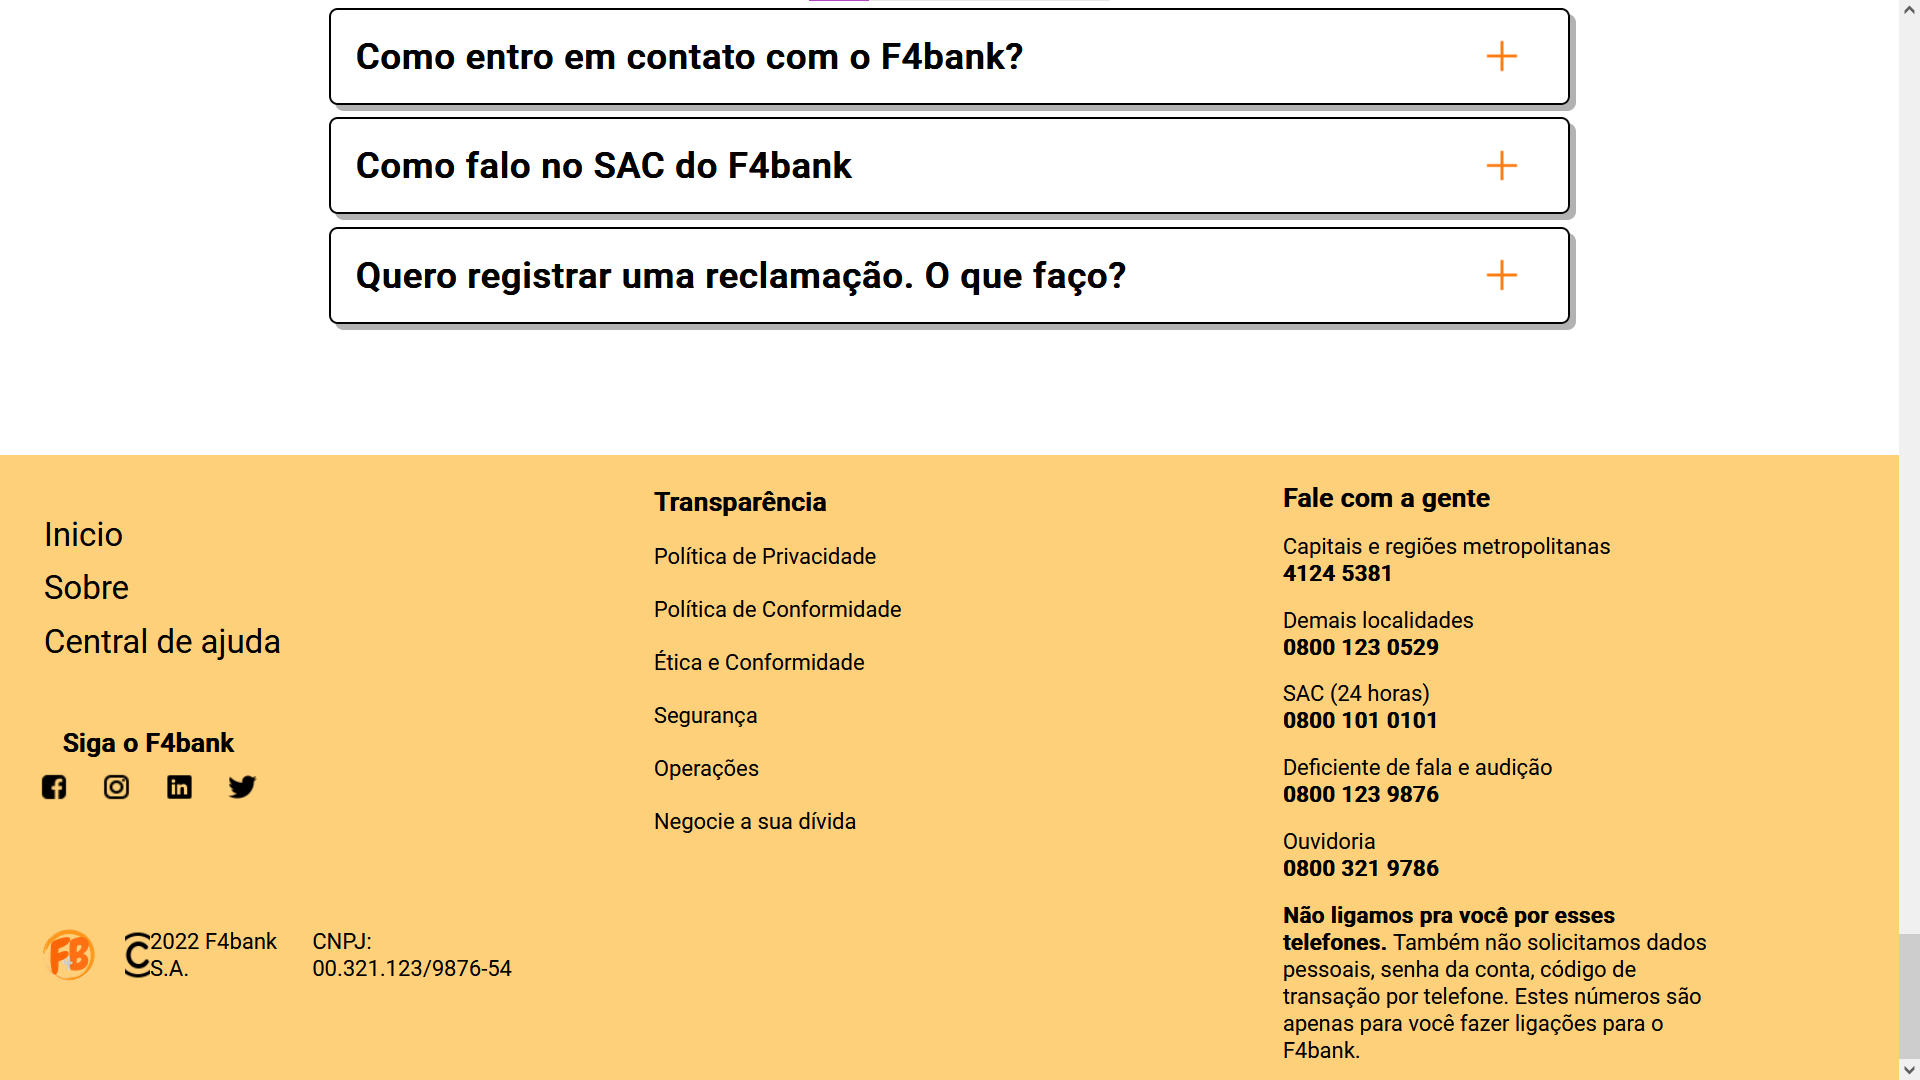 Como entro em contato com o F4bank?
Como falo no SAC do F4bank
Quero registrar uma reclamação. O que faço?
Inicio
Sobre
Central de ajuda
Siga o F4bank
FB
2022 F4bank
S.A.
CNPJ:
00.321.123/9876-54
Transparência
Política de Privacidade
Política de Conformidade
Ética e Conformidade
Segurança
Operações
Negocie a sua dívida
Fale com a gente
Capitais e regiões metropolitanas
4124 5381
Demais localidades
0800 123 0529
SAC (24 horas)
0800 101 0101
Deficiente de fala e audição
0800 123 9876
Ouvidoria
0800 321 9786
Não ligamos pra você por esses
telefones. Também não solicitamos dados
pessoais, senha da conta, código de
transação por telefone. Estes números são
apenas para você fazer ligações para o
F4bank.